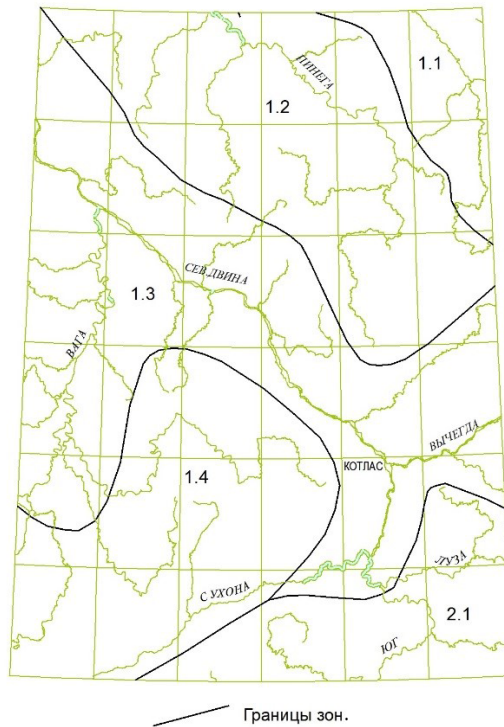 1.1
ПИНЕГА
1.2
СЕВ.ДВИНА
1.3
ВАГА
ВЫЧЕГДА
КОТЛАС
1.4
ЛУЗА
СУХОНА
2.1
ЮГ
Границы зон.